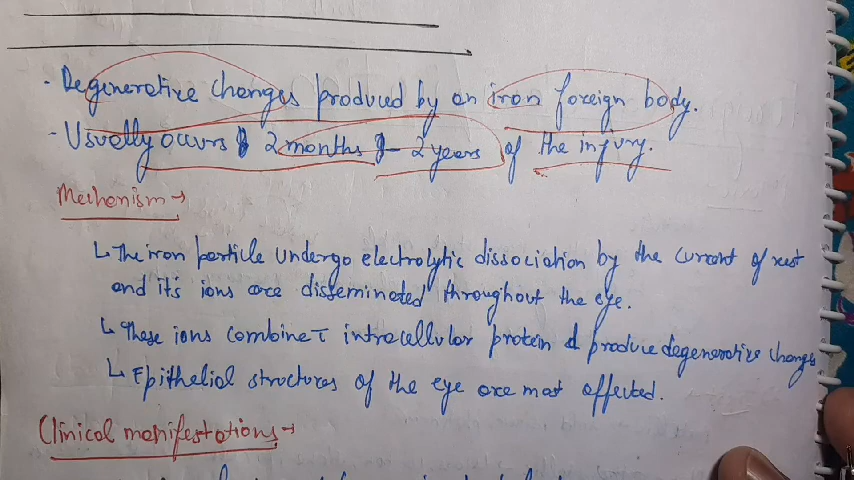 · Degenerative changes produced by an iron foreign body.
- Usually occurs 2 months - 2 years of the injury.
Mechanism →
↳ The iron particle undergo electrolytic dissociation by the current of rest
and its ions are disseminated throughout the eye.
↳ These ions combine c̄ intracellular protein & produce degenerative changes
↳ Epithelial structures of the eye are most affected.
Clinical manifestations →